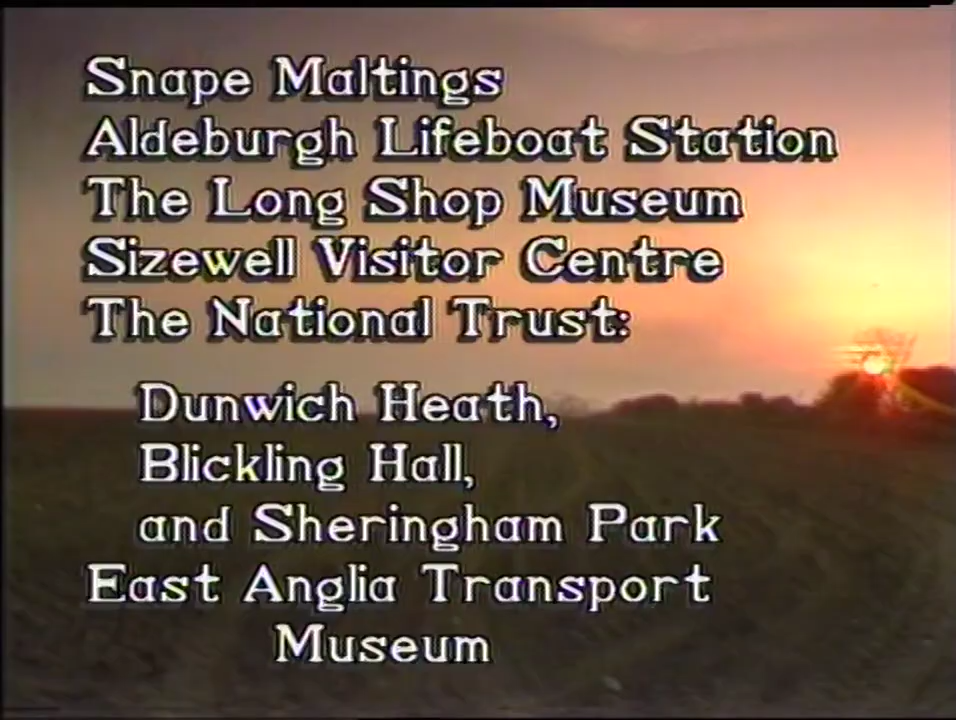 Snape Maltings
Aldeburgh Lifeboat Station
The Long Shop Museum
Sizewell Visitor Centre
The National Trust:
Dunwich Heath,
Blickling Hall,
and Sheringham Park
East Anglia Transport
Museum